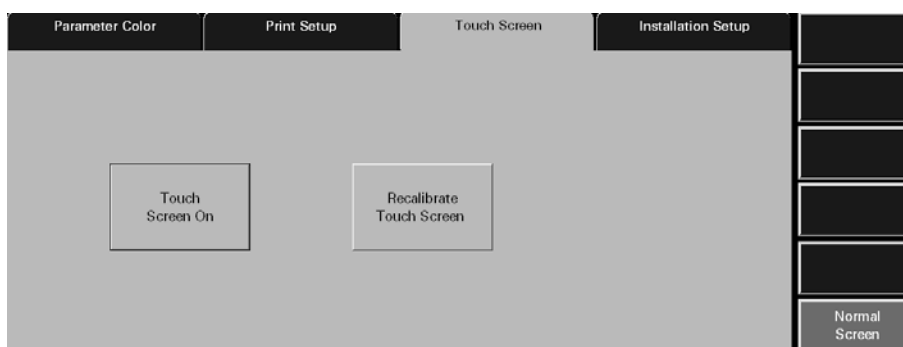 Parameter Color
Print Setup
Touch Screen
Installation Setup
Touch
Screen On
Recalibrate
Touch Screen
Normal
Screen